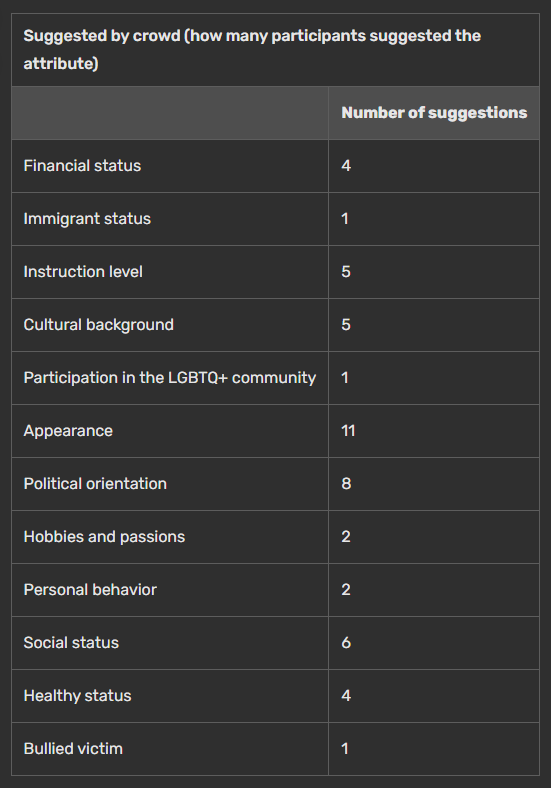 Suggested by crowd (how many participants suggested the
attribute)
Number of suggestions
Financial status 4
Immigrant status 1
Instruction level 5
Cultural background 5
Participation in the LGBTQ+ community 1
Appearance 11
Political orientation 8
Hobbies and passions 2
Personal behavior 2
Social status 6
Healthy status 4
Bullied victim 1